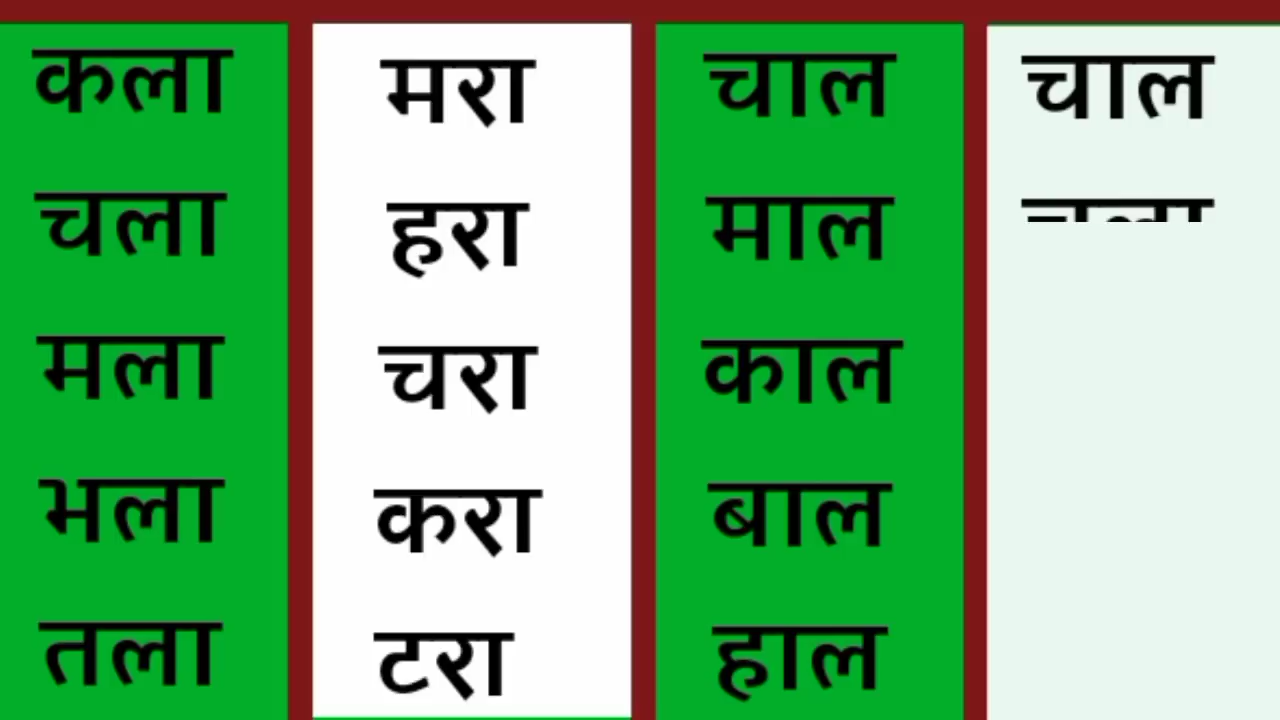 कला
चला
मला
भला
तला
मरा
हरा
चरा
करा
टरा
चाल
माल
काल
बाल
हाल
चाल